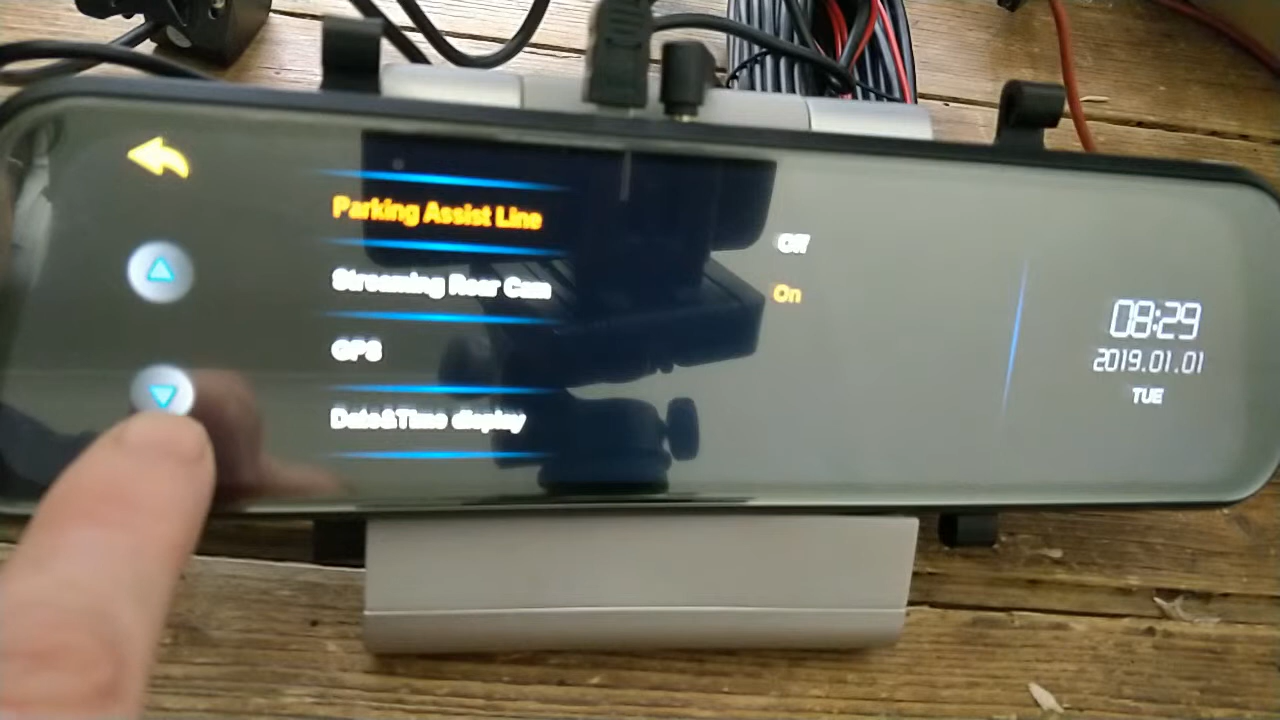 Parking Assist Line
Streaming Rear Cam
GPS
Date&Time display
Off
On
08:29
2019.01.01
TUE